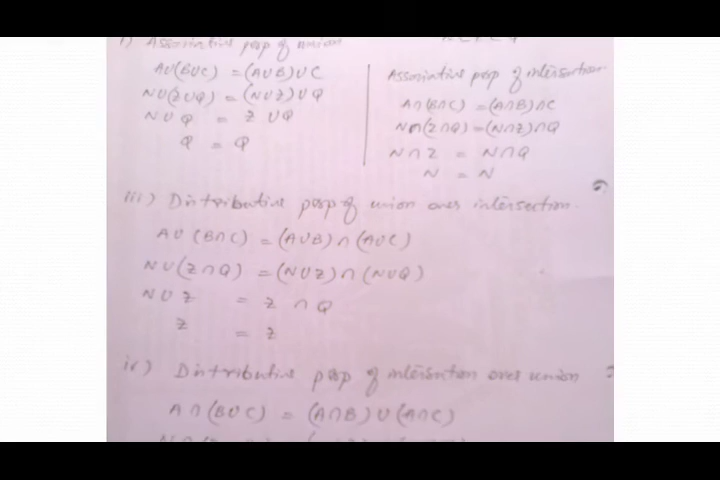 i) Associative prop of union
A∪(B∪C) = (A∪B)∪C
N∪(Z∪Q) = (N∪Z)∪Q
N∪Q = Z∪Q
Q = Q
Associative prop of intersection
A∩(B∩C) = (A∩B)∩C
N∩(Z∩Q) = (N∩Z)∩Q
N∩Z = N∩Q
N = N
iii) Distributive prop of union over intersection.
A∪(B∩C) = (A∪B)∩(A∪C)
N∪(Z∩Q) = (N∪Z)∩(N∪Q)
N∪Z = Z∩Q
Z = Z
iv) Distributive prop of intersection over union
A∩(B∪C) = (A∩B)∪(A∩C)